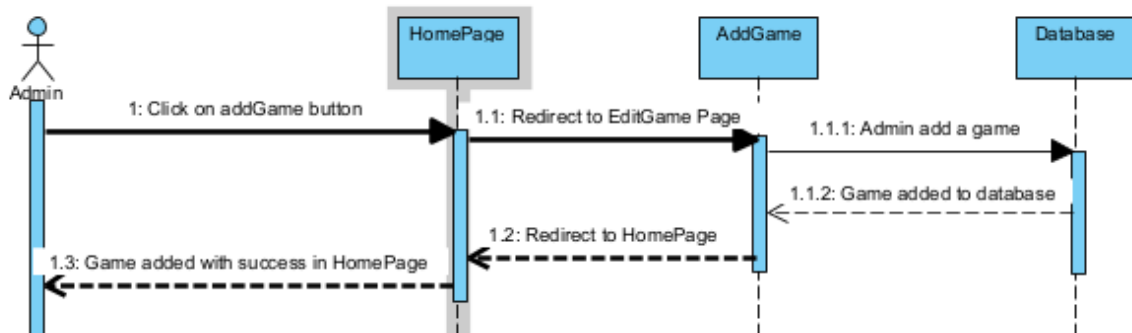 HomePage
AddGame
Database
Admin
1: Click on addGame button
1.1: Redirect to EditGame Page
1.1.1: Admin add a game
1.1.2: Game added to database
1.2: Redirect to HomePage
1.3: Game added with success in HomePage